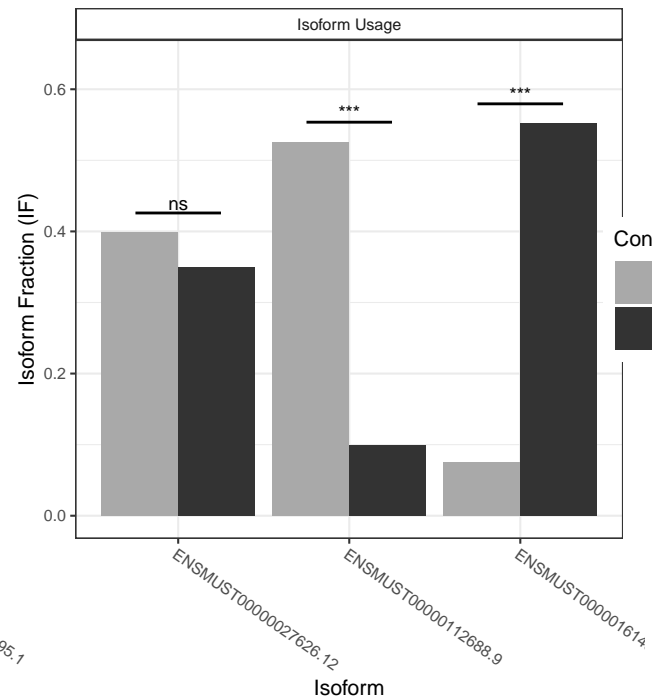 Isoform Usage
0.6
***
***
ns
0.4
Isoform Fraction (IF)
Con
0.2
0.0
ENSMUST00000027626.12
ENSMUST00000112688.9
ENSMUST000001614
95.1
Isoform